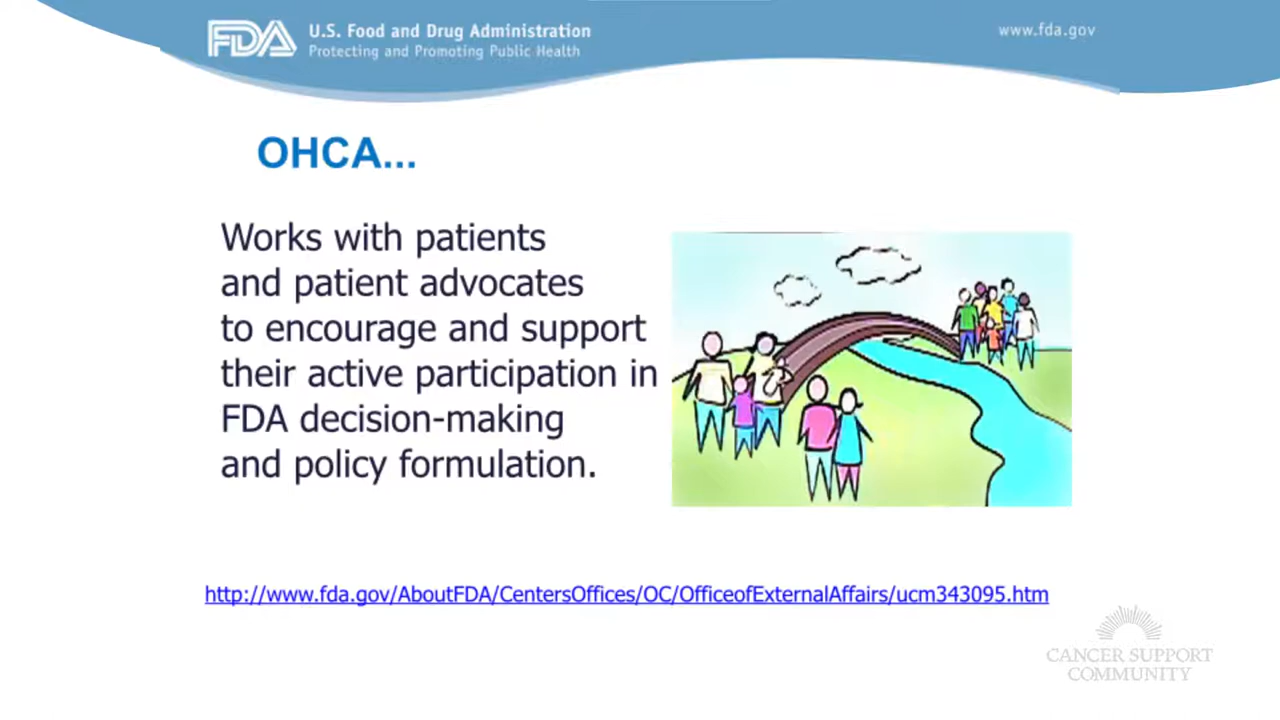 FDA
U.S. Food and Drug Administration
Protecting and Promoting Public Health
www.fda.gov
OHCA...
Works with patients
and patient advocates
to encourage and support
their active participation in
FDA decision-making
and policy formulation.
http://www.fda.gov/AboutFDA/CentersOffices/OC/OfficeofExternalAffairs/ucm343095.htm
CANCER SUPPORT
COMMUNITY